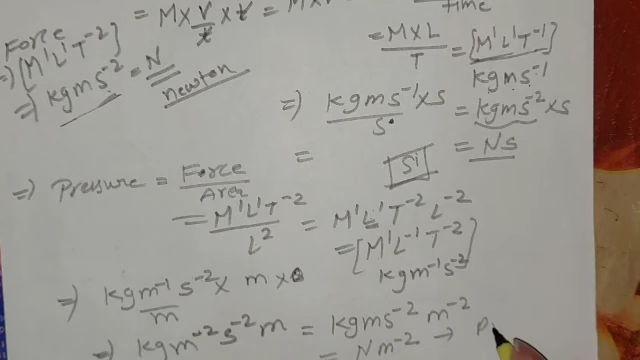 Force = M × V/t × t = M × V
time
⇒ [M¹L¹T⁻²]
= M×L/T = [M¹L¹T⁻¹]
⇒ kgms⁻² = N
newton
kgms⁻¹
⇒ kgms⁻¹×s/s = kgms⁻²×s
= [SI] = Ns
⇒ Pressure = Force/Area
= M¹L¹T⁻²/L² = M¹L¹T⁻² L⁻²
= [M¹L⁻¹T⁻²]
kgm⁻¹s⁻²
⇒ kgm⁻¹s⁻²/m × m ×
⇒ kgm⁻²s⁻²m = kgms⁻² m⁻²
= Nm⁻² → P